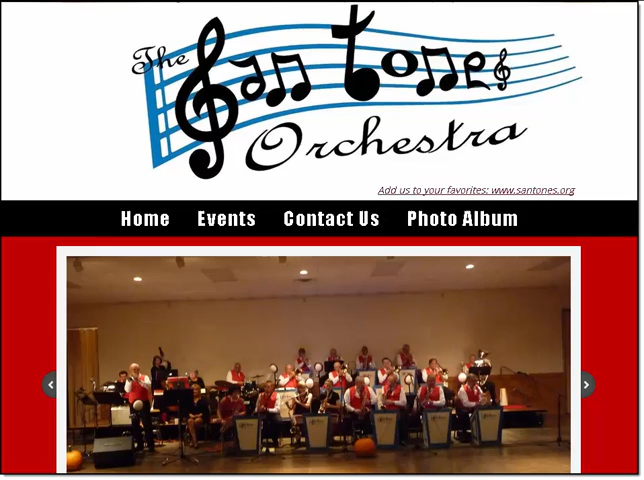 The San Tones
Orchestra
Add us to your favorites: www.santones.org
Home Events Contact Us Photo Album